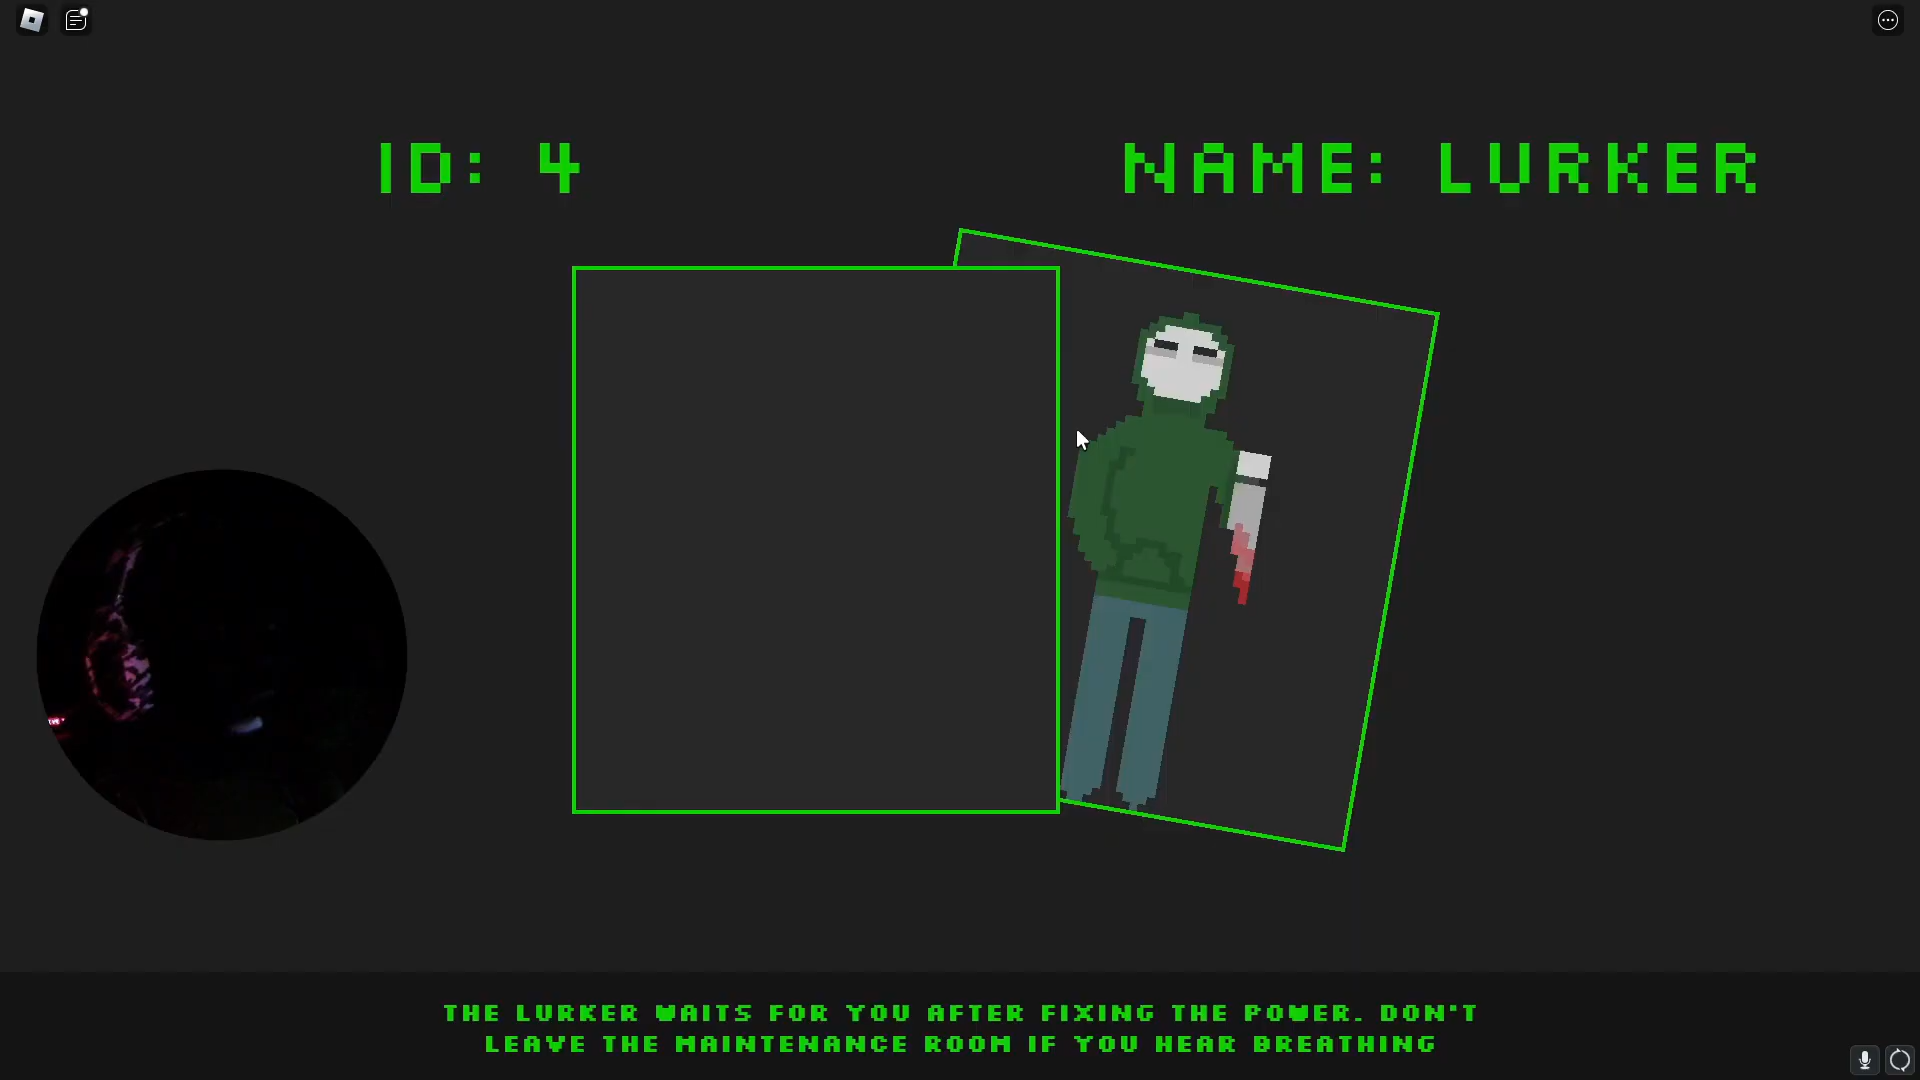 ID: 4
NAME: LURKER
THE LURKER WAITS FOR YOU AFTER FIXING THE POWER. DON'T
LEAVE THE MAINTENANCE ROOM IF YOU HEAR BREATHING